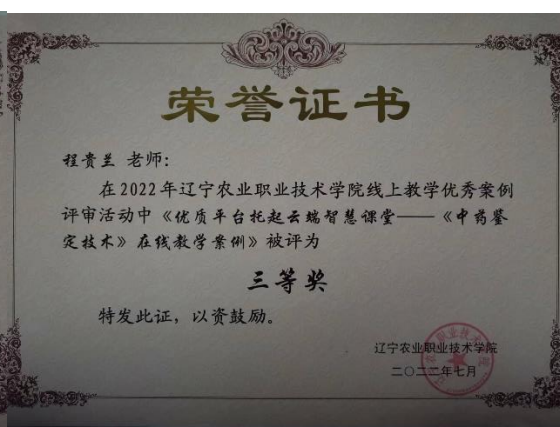 荣誉证书
程贵兰 老师：
在2022年辽宁农业职业技术学院线上教学优秀案例
评审活动中《优质平台托起云端智慧课堂——《中药鉴
定技术》在线教学案例》被评为
三等奖
特发此证，以资鼓励。
辽宁农业职业技术学院
二〇二二年七月